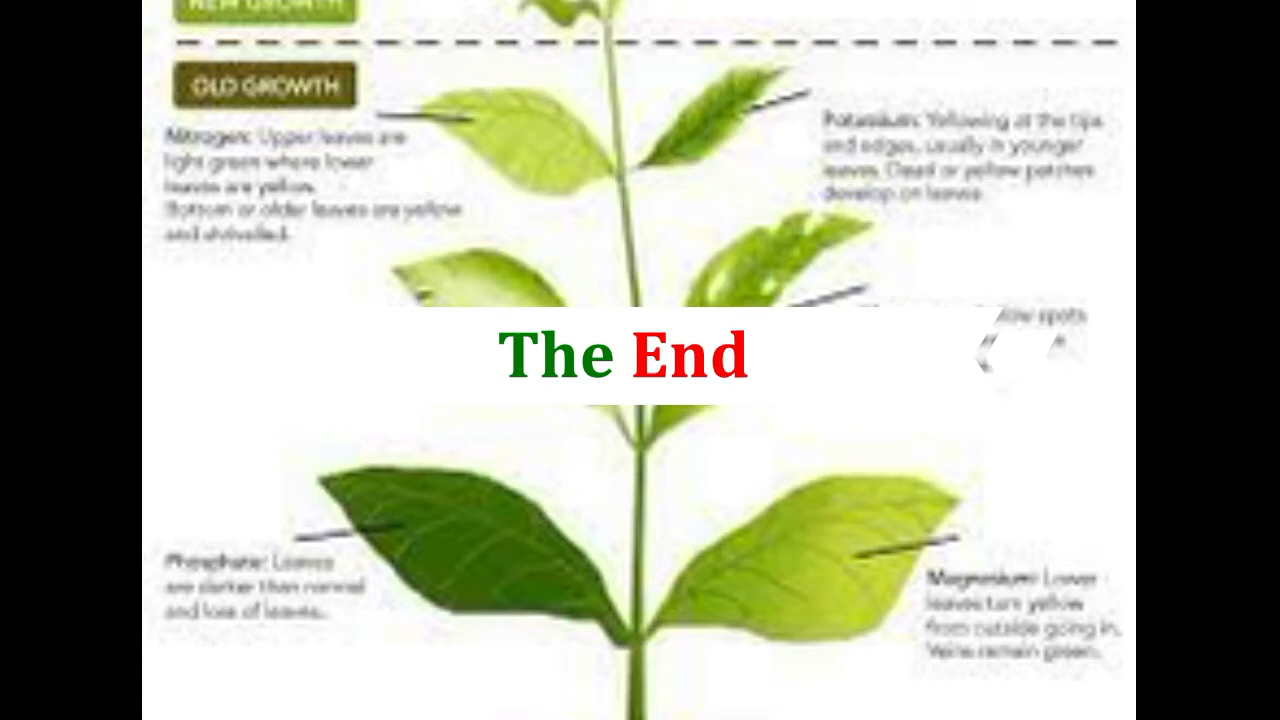 NEW GROWTH
OLD GROWTH
Nitrogen: Upper leaves are
light green where lower
leaves are yellow.
Bottom or older leaves are yellow
and shrivelled.
Potassium: Yellowing at the tips
and edges, usually in younger
leaves. Dead or yellow patches
develop on leaves.
spots
The End
Phosphate: Leaves
are darker than normal
and loss of leaves.
Magnesium: Lower
leaves turn yellow
from outside going in.
Veins remain green.